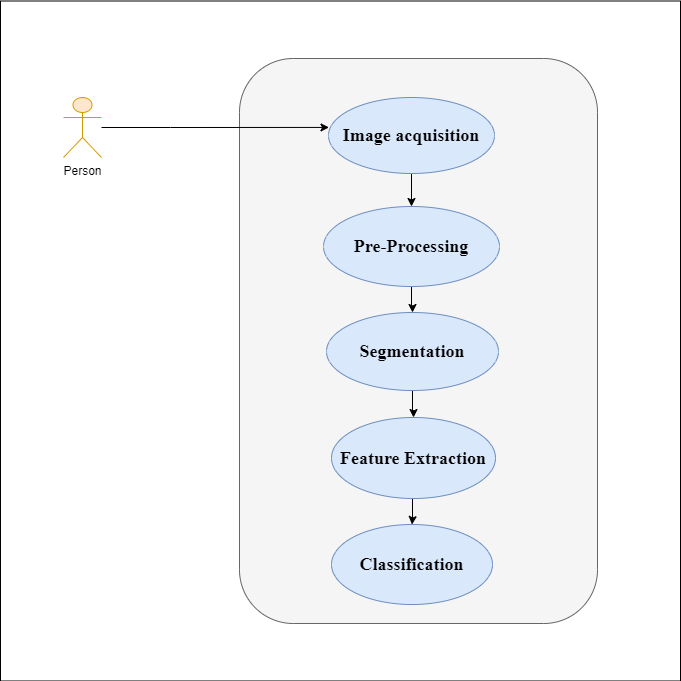 Person
Image acquisition
Pre-Processing
Segmentation
Feature Extraction
Classification